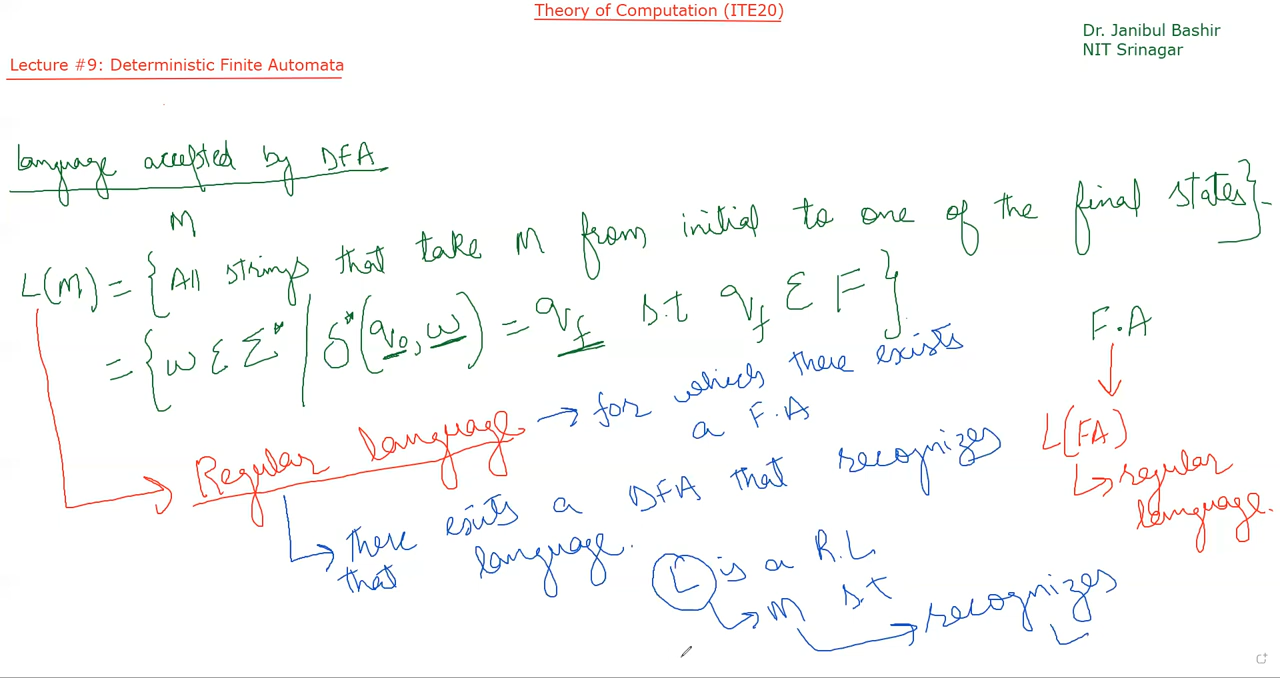 Theory of Computation (ITE20)
Dr. Janibul Bashir
NIT Srinagar
Lecture #9: Deterministic Finite Automata
Language accepted by DFA
M
L(M) = { All strings that take M from initial to one of the final states}
= { w ε Σ* | δ*(q₀, w) = q_f s.t q_f ε F }
F.A
L(FA)
↳ regular
language.
Regular language → for which there exists
a F.A
there exists a DFA that recognizes
that language.
L is a R.L
↳ M s.t
recognizes
L